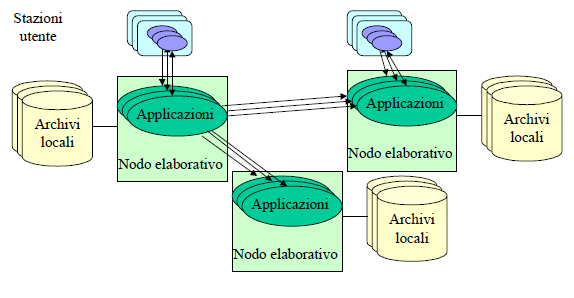 Stazioni
utente
Archivi
locali
Applicazioni
Nodo elaborativo
Applicazioni
Nodo elaborativo
Archivi
locali
Applicazioni
Nodo elaborativo
Archivi
locali